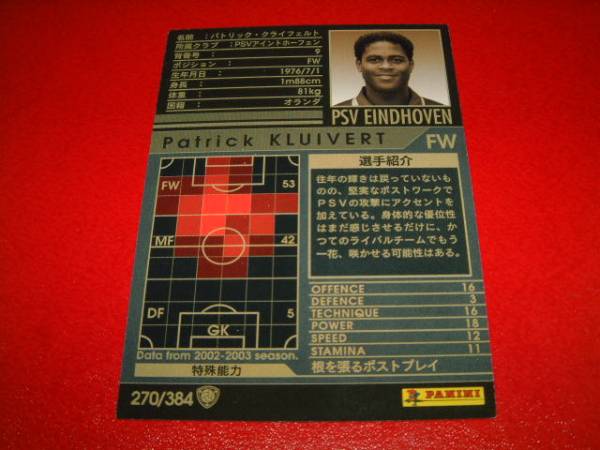 名前：パトリック・クライフェルト
所属クラブ：PSVアイントホーフェン
背番号：9
ポジション：FW
生年月日：1976/7/1
身長：1m88cm
体重：81kg
国籍：オランダ
PSV EINDHOVEN
Patrick KLUIVERT FW
FW 53
MF 42
DF 5
GK
Data from 2002-2003 season.
特殊能力
選手紹介
往年の輝きは戻っていないも
のの、堅実なポストワークで
PSVの攻撃にアクセントを
加えている。身体的な優位性
はまだ感じさせるだけに、か
つてのライバルチームでもう
一花、咲かせる可能性はある。
OFFENCE 16
DEFENCE 3
TECHNIQUE 16
POWER 18
SPEED 12
STAMINA 11
根を張るポストプレイ
270/384
PANINI